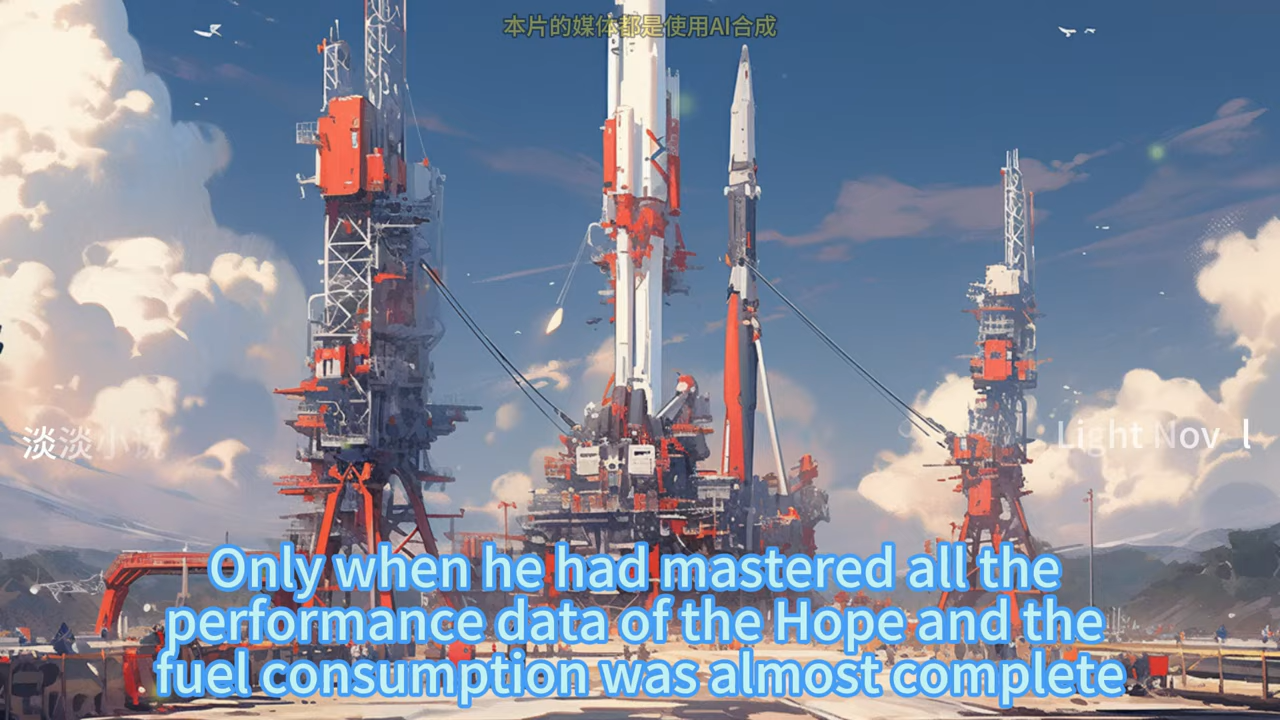 本片的媒体都是使用AI合成
淡淡小说
Light Nov l
Only when he had mastered all the
performance data of the Hope and the
fuel consumption was almost complete